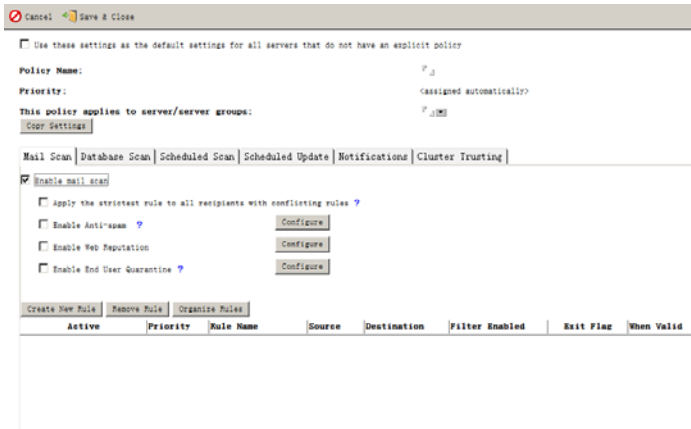 Cancel Save & Close
Use these settings as the default settings for all servers that do not have an explicit policy
Policy Name:
Priority: <assigned automatically>
This policy applies to server/server groups:
Copy Settings
Mail Scan Database Scan Scheduled Scan Scheduled Update Notifications Cluster Trusting
Enable mail scan
Apply the strictest rule to all recipients with conflicting rules ?
Enable Anti-spam ? Configure
Enable Web Reputation Configure
Enable End User Quarantine ? Configure
Create New Rule Remove Rule Organize Rules
Active Priority Rule Name Source Destination Filter Enabled Exit Flag When Valid